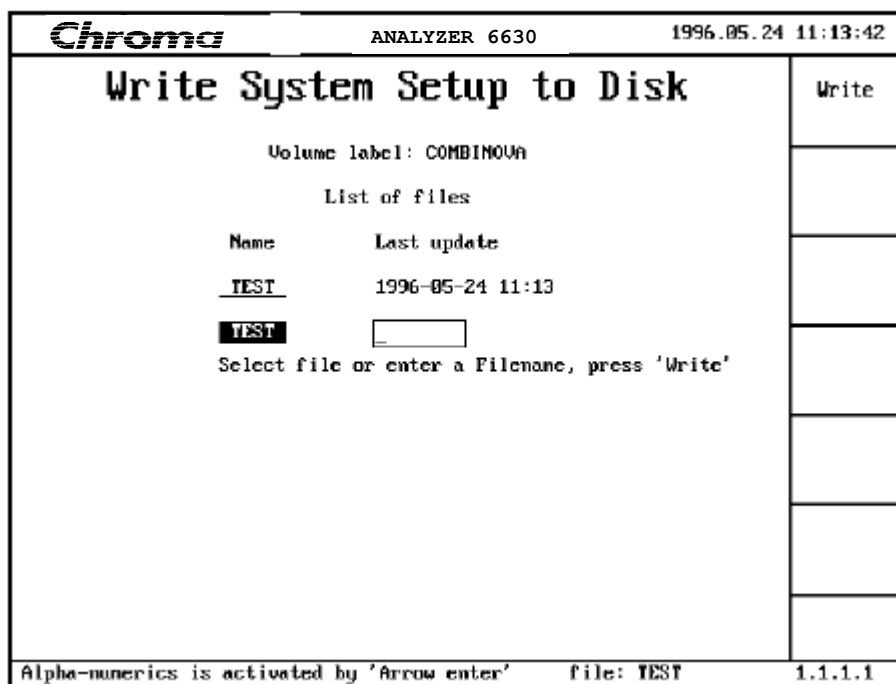 Chroma ANALYZER 6630 1996.05.24 11:13:42
Write System Setup to Disk
Write
Volume label: COMBINOVA
List of files
Name Last update
TEST 1996-05-24 11:13
TEST _
Select file or enter a Filename, press 'Write'
Alpha-numerics is activated by 'Arrow enter' file: TEST 1.1.1.1